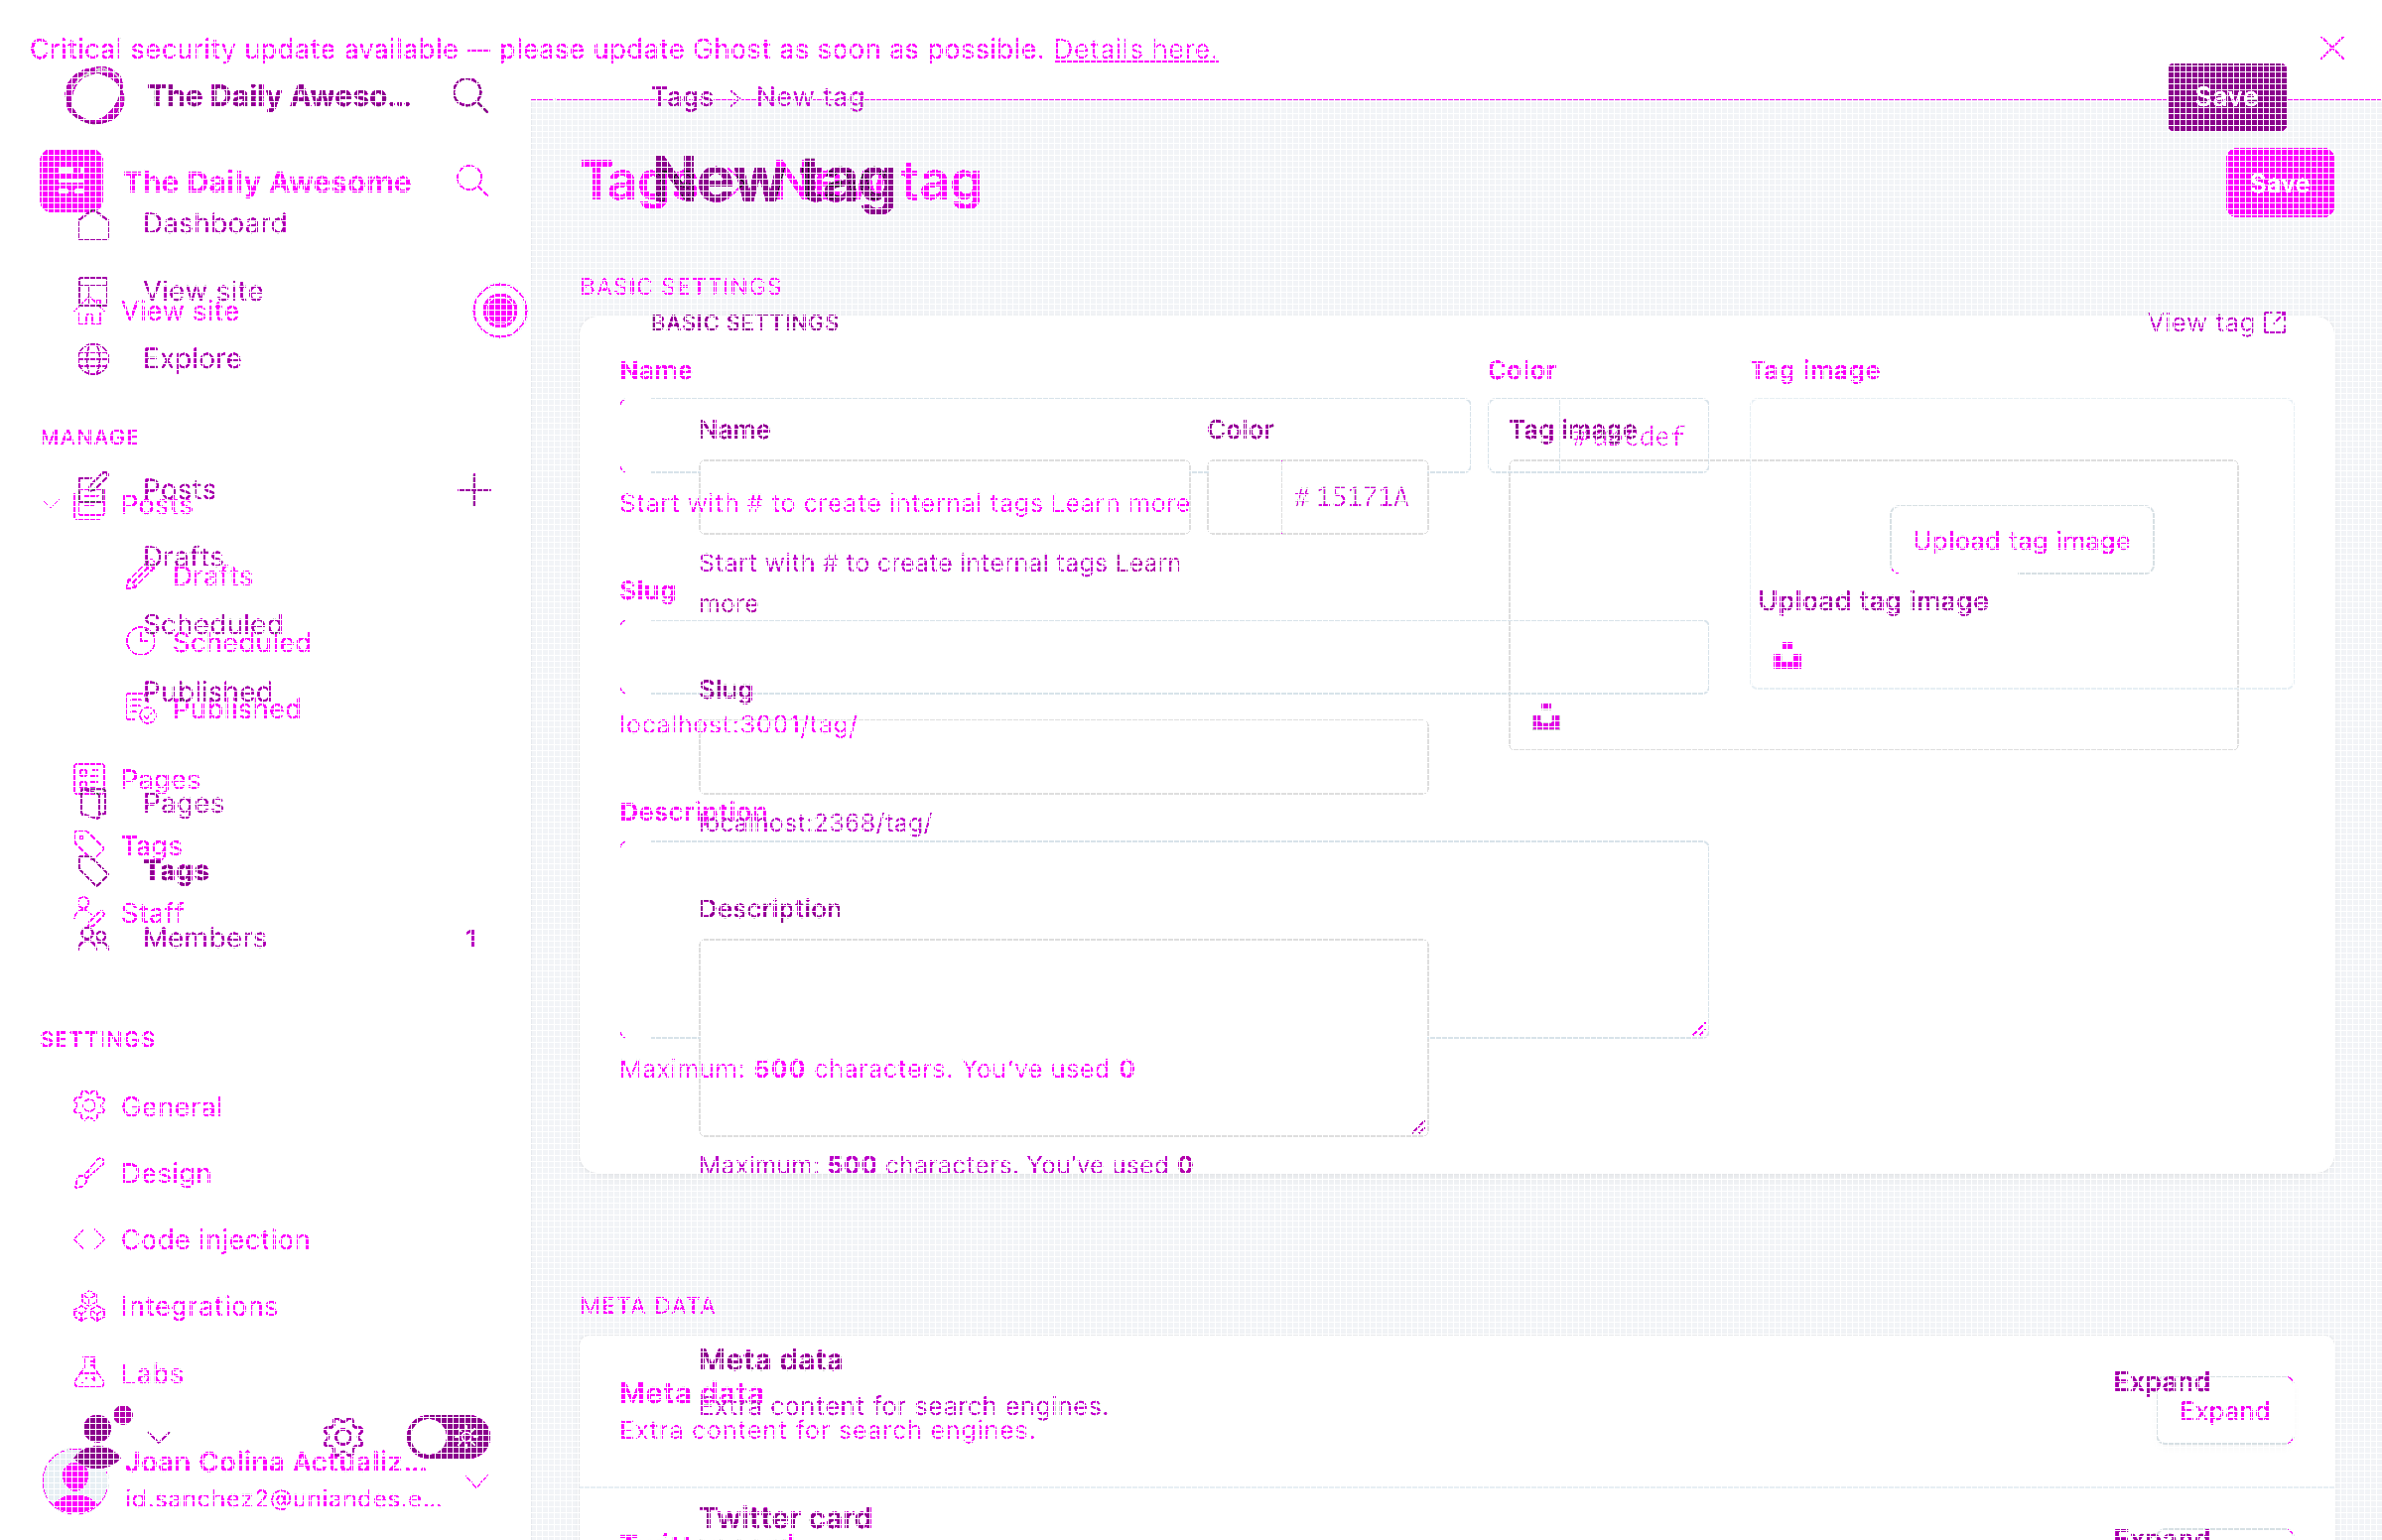 Critical security update available — please update Ghost as soon as possible. Details here.
The Daily Aweso...
Tags > New tag
Save
The Daily Awesome
Tags > New tag
New tag
Save
Dashboard
BASIC SETTINGS
View site
View site
BASIC SETTINGS
View tag
Explore
Name
Color
Tag image
MANAGE
Name
Color
Tag image
Posts
Posts
# 15171A
Start with # to create internal tags Learn more
Upload tag image
Drafts
Drafts
Start with # to create internal tags Learn
more
Slug
Upload tag image
Scheduled
Scheduled
Published
Published
Slug
localhost:3001/tag/
Pages
Pages
Description
localhost:2368/tag/
Tags
Tags
Staff
Description
Members
1
SETTINGS
Maximum: 500 characters. You've used 0
General
Design
Maximum: 500 characters. You've used 0
Code injection
Integrations
META DATA
Labs
Meta data
Expand
Meta data
Extra content for search engines.
Expand
Extra content for search engines.
Joan Colina Actualiz...
id.sanchez2@uniandes.e...
Twitter card
Expand